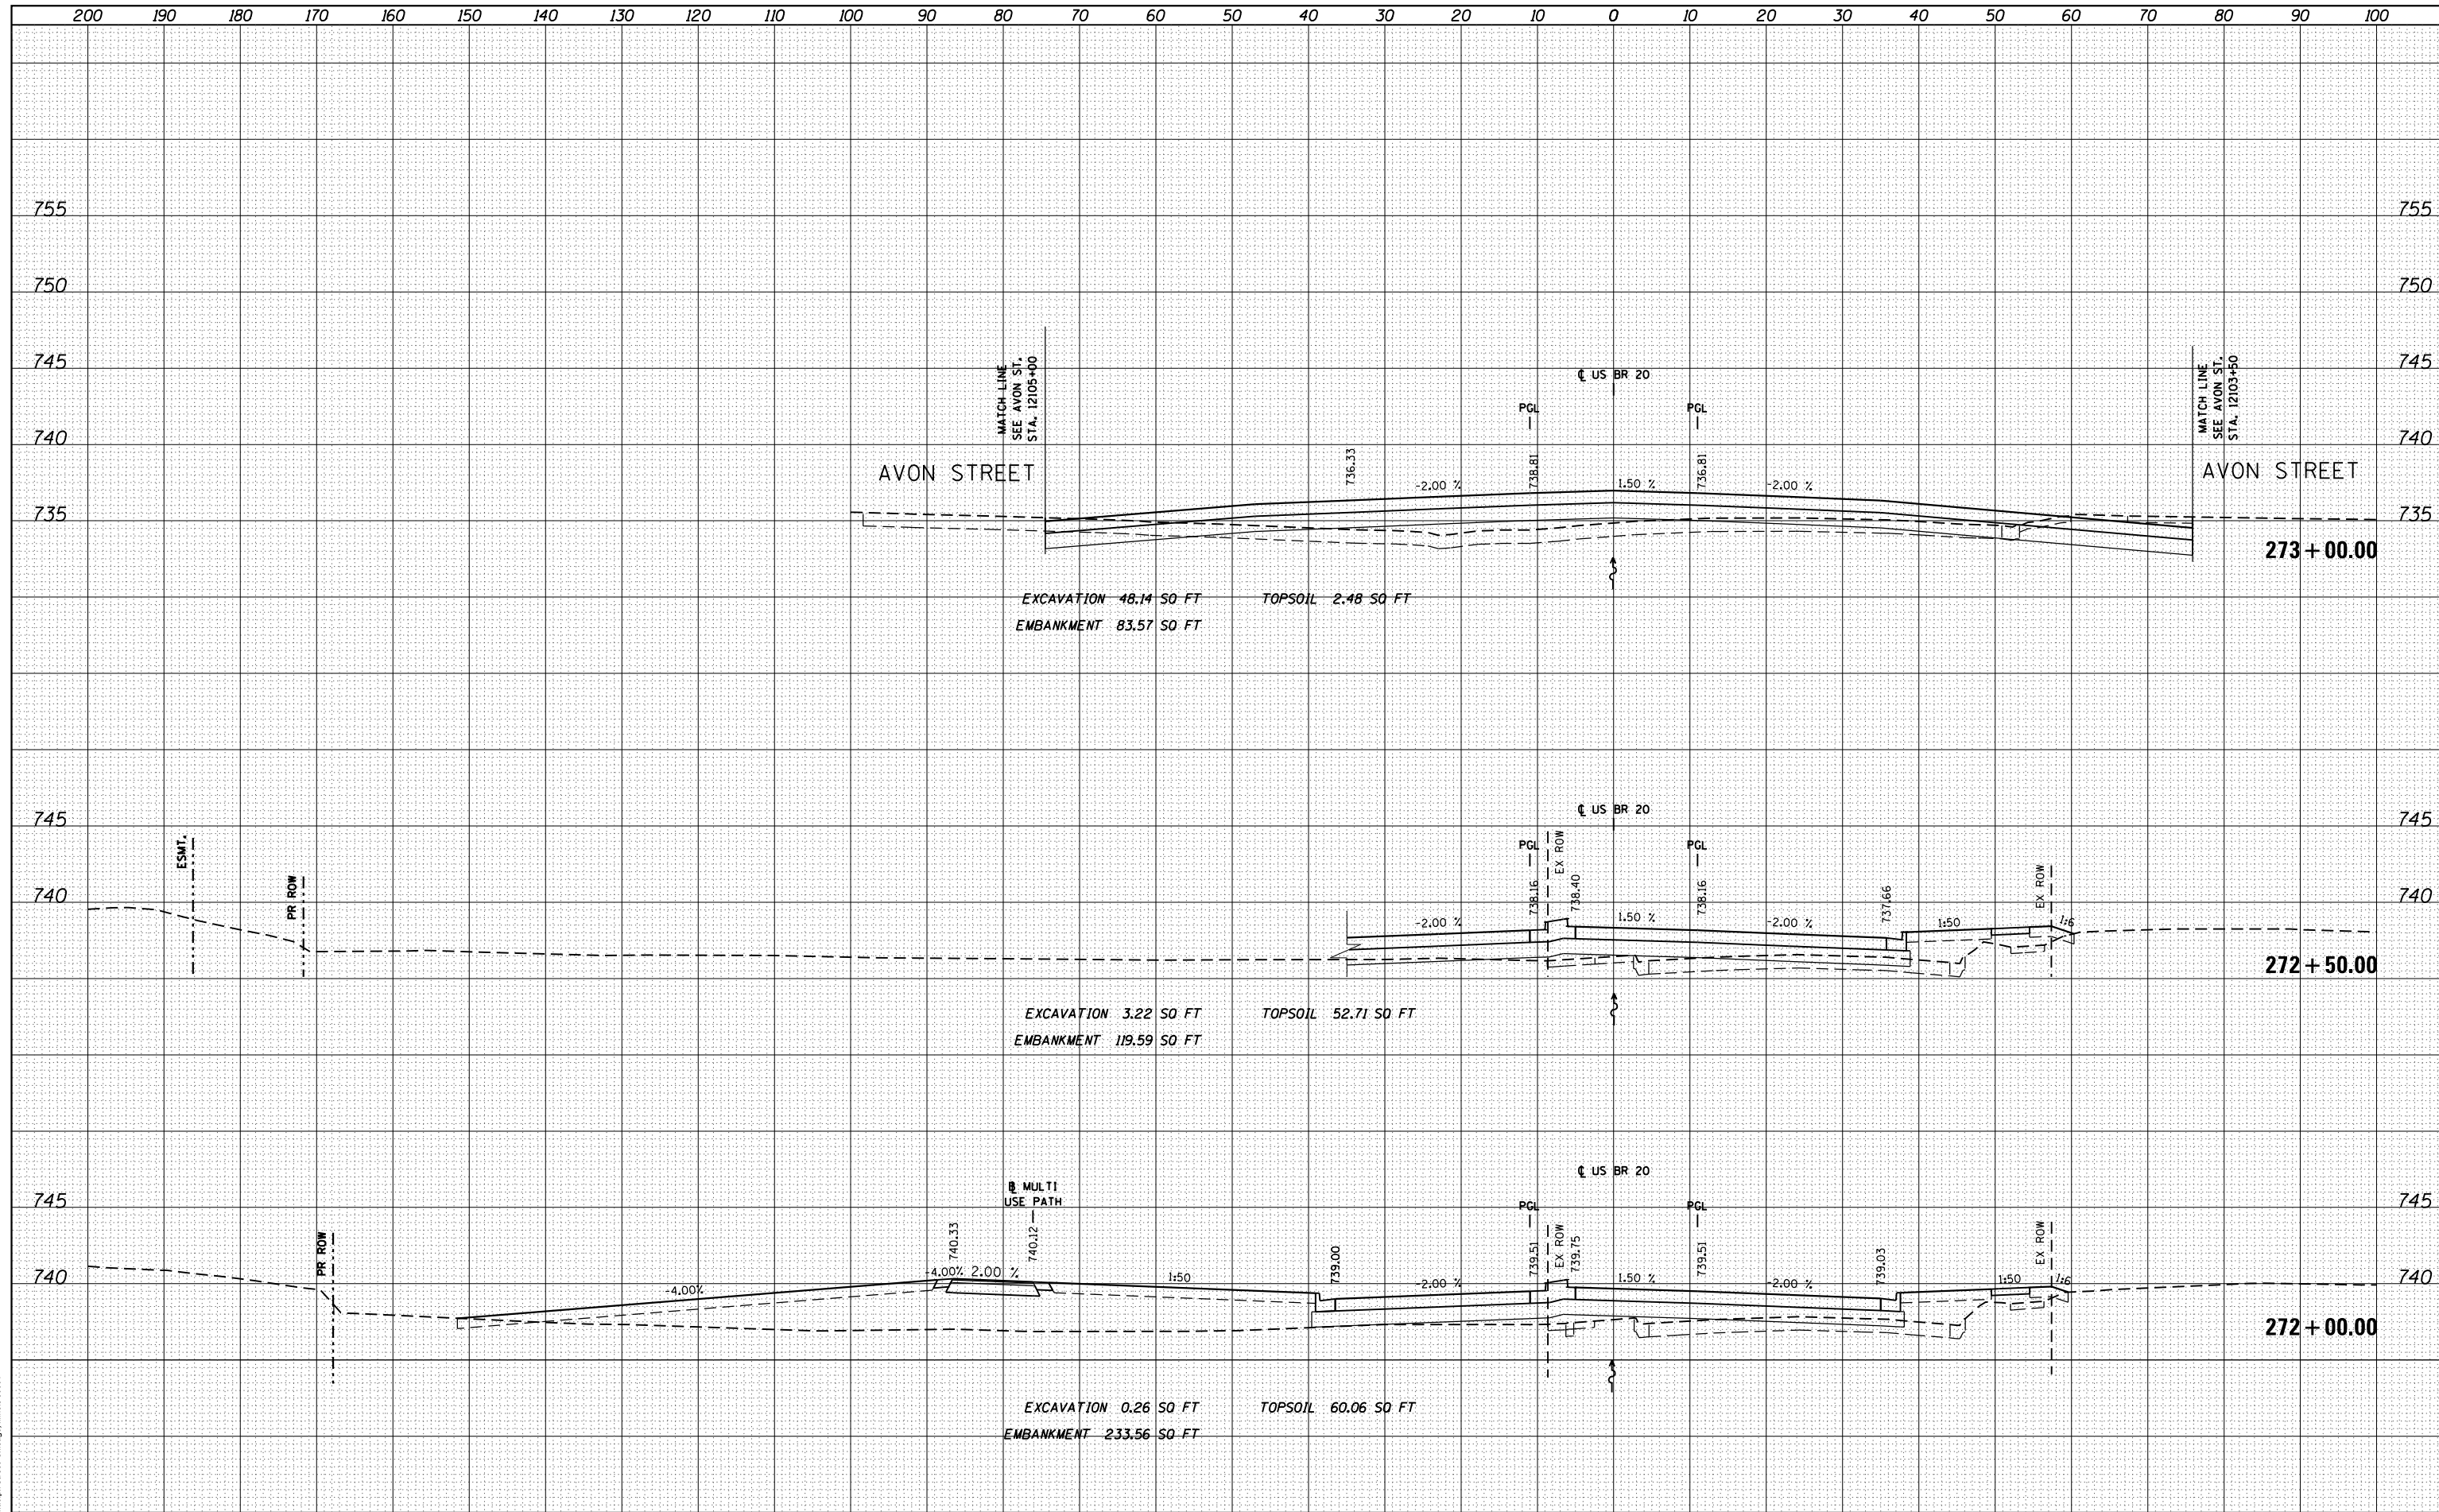 200 190 180 170 160 150 140 130 120 110 100 90 80 70 60 50 40 30 20 10 0 10 20 30 40 50 60 70 80 90 100
755 755
750 750
745 745
MATCH LINE
SEE AVON ST.
STA. 12105+00
℄ US BR 20
MATCH LINE
SEE AVON ST.
STA. 12103+50
PGL PGL
740 740
AVON STREET AVON STREET
736.33 738.81 736.81
-2.00 % 1.50 % -2.00 %
735 735
273+00.00
EXCAVATION 48.14 SQ FT TOPSOIL 2.48 SQ FT
EMBANKMENT 83.57 SQ FT
℄ US BR 20
745 745
ESMT. PR ROW PGL EX ROW PGL EX ROW
740 740
738.16 738.40 738.16 737.66
-2.00 % 1.50 % -2.00 % 1:50 1:6
272+50.00
EXCAVATION 3.22 SQ FT TOPSOIL 52.71 SQ FT
EMBANKMENT 119.59 SQ FT
℄ US BR 20
B MULTI
USE PATH
745 745
PGL PGL
PR ROW EX ROW EX ROW
740.33 740.12 739.00 739.51 739.75 739.51 739.03
740 740
-4.00% -4.00% 2.00 % 1:50 -2.00 % 1.50 % -2.00 % 1:50 1:6
272+00.00
EXCAVATION 0.26 SQ FT TOPSOIL 60.06 SQ FT
EMBANKMENT 233.56 SQ FT